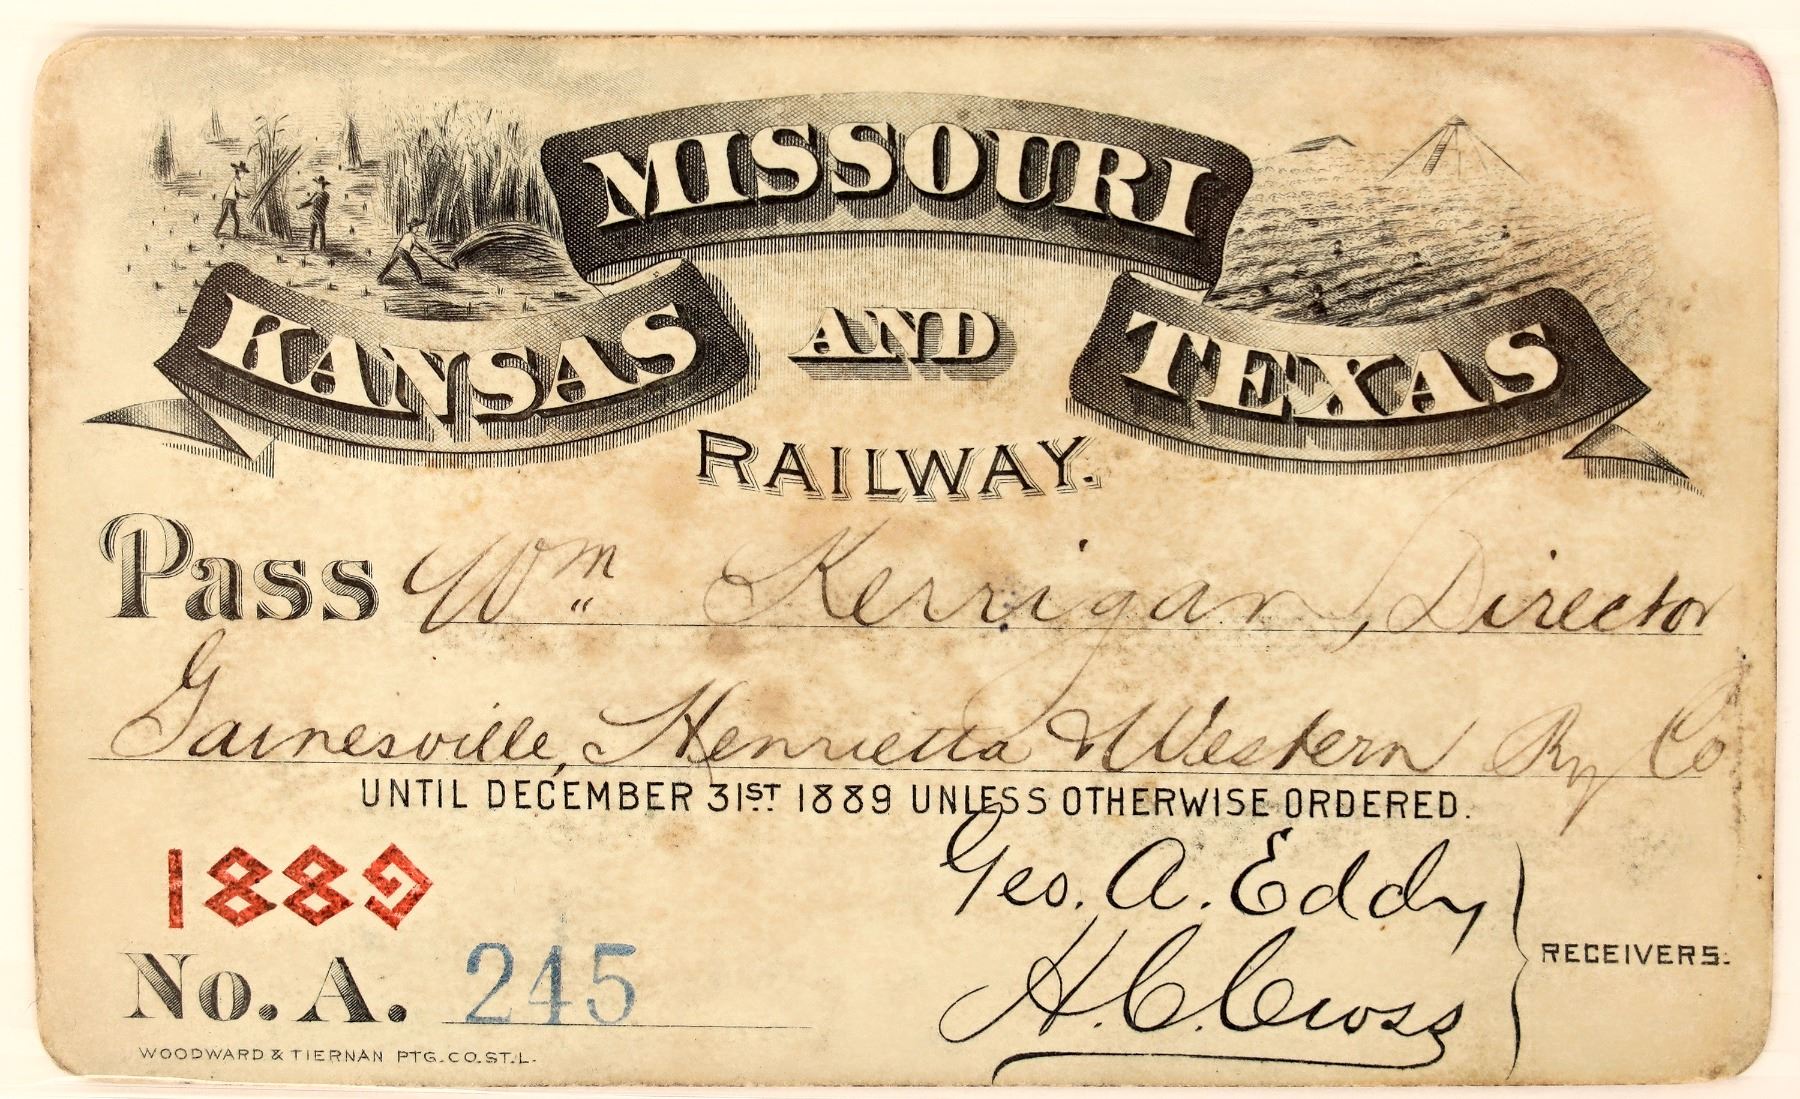 MISSOURI
KANSAS AND TEXAS
RAILWAY.
Pass Wm Kerrigan, Director
Gainesville, Henrietta & Western Ry Co
UNTIL DECEMBER 31ST 1889 UNLESS OTHERWISE ORDERED.
1889
Geo. A. Eddy
H. C. Cross
RECEIVERS.
No. A. 245
WOODWARD & TIERNAN PTG. CO. ST. L.